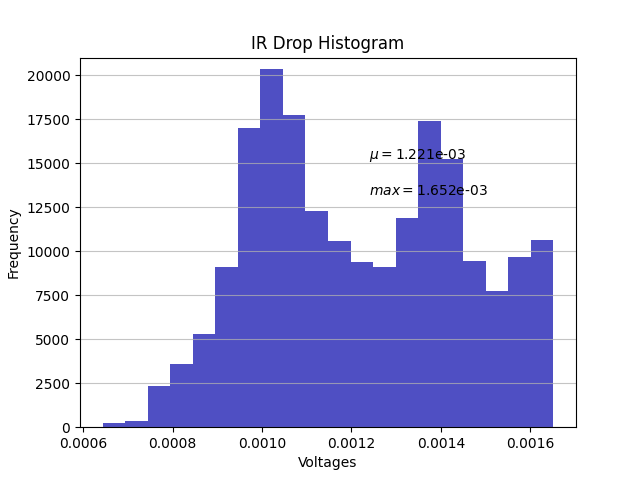 IR Drop Histogram
20000
17500
15000
12500
10000
7500
5000
2500
0
Frequency
μ = 1.221e-03
max = 1.652e-03
0.0006 0.0008 0.0010 0.0012 0.0014 0.0016
Voltages